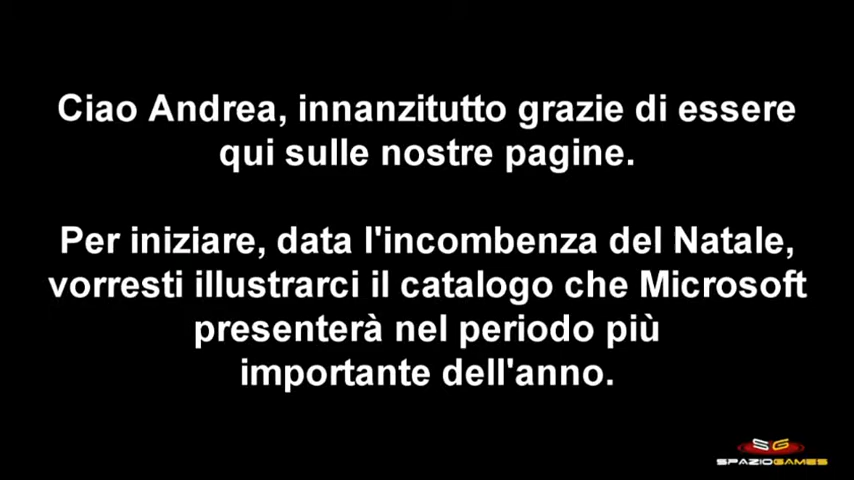 Ciao Andrea, innanzitutto grazie di essere
qui sulle nostre pagine.
Per iniziare, data l'incombenza del Natale,
vorresti illustrarci il catalogo che Microsoft
presenterà nel periodo più
importante dell'anno.
SG
SPAZIOGAMES